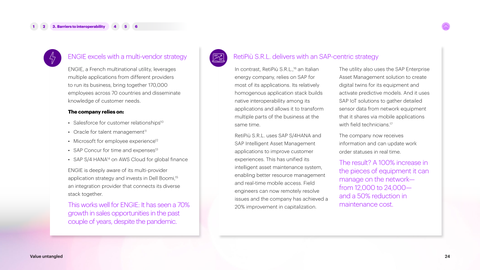 1 2 3. Barriers to Interoperability 4 5 6
ENGIE excels with a multi-vendor strategy
ENGIE, a french multinational utility, leverages
multiple applications from different providers
to run its business, bring together 170,000
employees across 70 countries and disseminate
knowledge of customer needs.
The company relies on:
• Salesforce for customer relationships
• Oracle for talent management
• Microsoft for employee experience
• SAP Concur for time and expenses
• SAP S/4 HANA on AWS Cloud for global finance
ENGIE is deeply aware of its multi-provider
application strategy and invests in Dell Boomi,
an integration provider that connects its diverse
stack together.
This works well for ENGIE: It has seen a 70%
growth in sales opportunities in the past
couple of years, despite the pandemic.
RetiPiù S.R.L. delivers with an SAP-centric strategy
In contrast, RetiPiù S.R.L., an Italian
energy company, relies on SAP for
most of its applications. Its relatively
homogenous application stack builds
native interoperability among its
applications and allows it to transform
multiple parts of the business at the
same time.
RetiPiù S.R.L. uses SAP S/4HANA and
SAP Intelligent Asset Management
applications to improve customer
experiences. This has unified its
intelligent asset management system,
enabling better resource management
and real-time mobile access. Field
engineers can now remotely resolve
issues and the company has achieved a
20% improvement in capitalization.
The utility also uses the SAP Enterprise
Asset Management solution to create
digital twins for its equipment and
activate predictive models. And it uses
SAP IoT solutions to gather detailed
sensor data from network equipment
that it shares via mobile applications
with field technicians.
The company now receives
information and can update work
order statuses in real time.
The result? A 100% increase in
the pieces of equipment it can
manage on the network—
from 12,000 to 24,000—
and a 50% reduction in
maintenance cost.
Value untangled
24